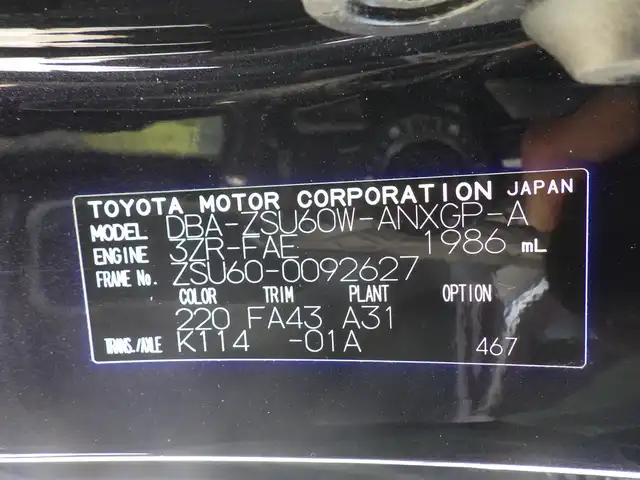 TOYOTA MOTOR CORPORATION JAPAN
MODEL DBA-ZSU60W-ANXGP-A
ENGINE 3ZR-FAE 1986 mL
FRAME No. ZSU60-0092627
COLOR TRIM PLANT OPTION
220 FA43 A31
TRANS./AXLE K114 -01A 467